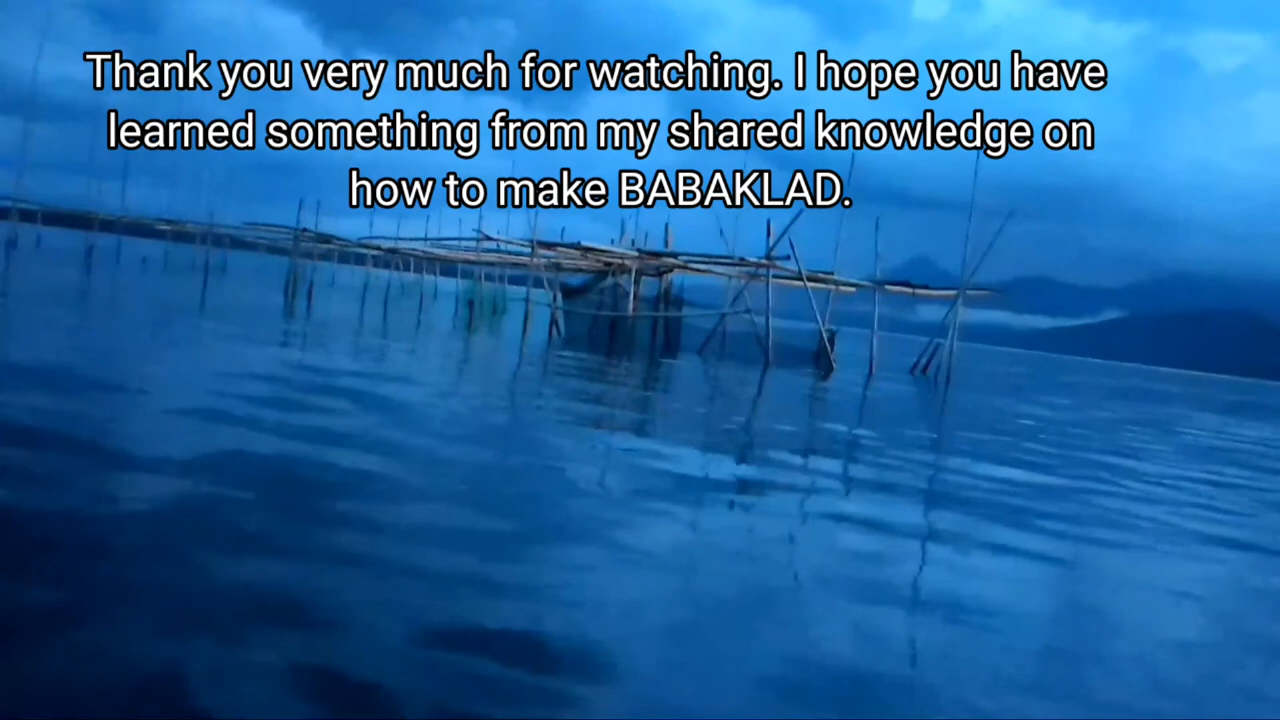 Thank you very much for watching. I hope you have
learned something from my shared knowledge on
how to make BABAKLAD.